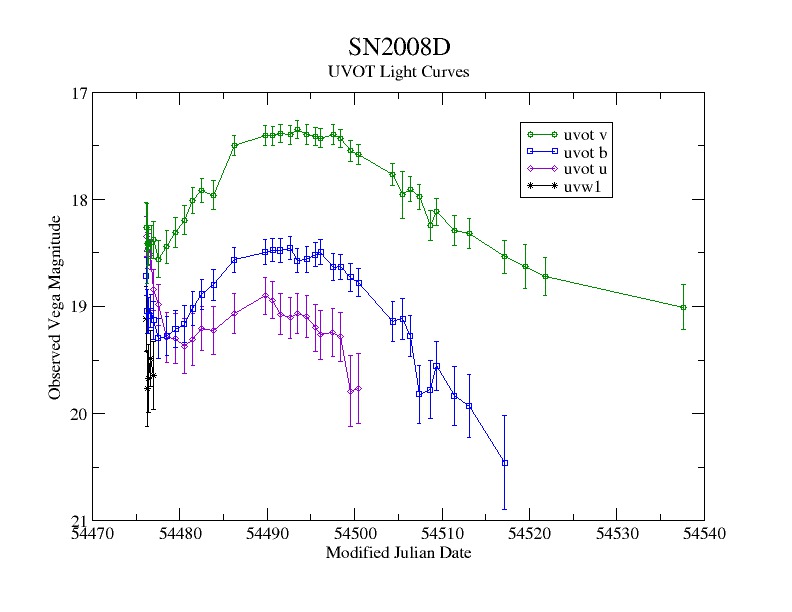 SN2008D
UVOT Light Curves
17
18
19
20
21
Observed Vega Magnitude
uvot v
uvot b
uvot u
uvw1
54470 54480 54490 54500 54510 54520 54530 54540
Modified Julian Date